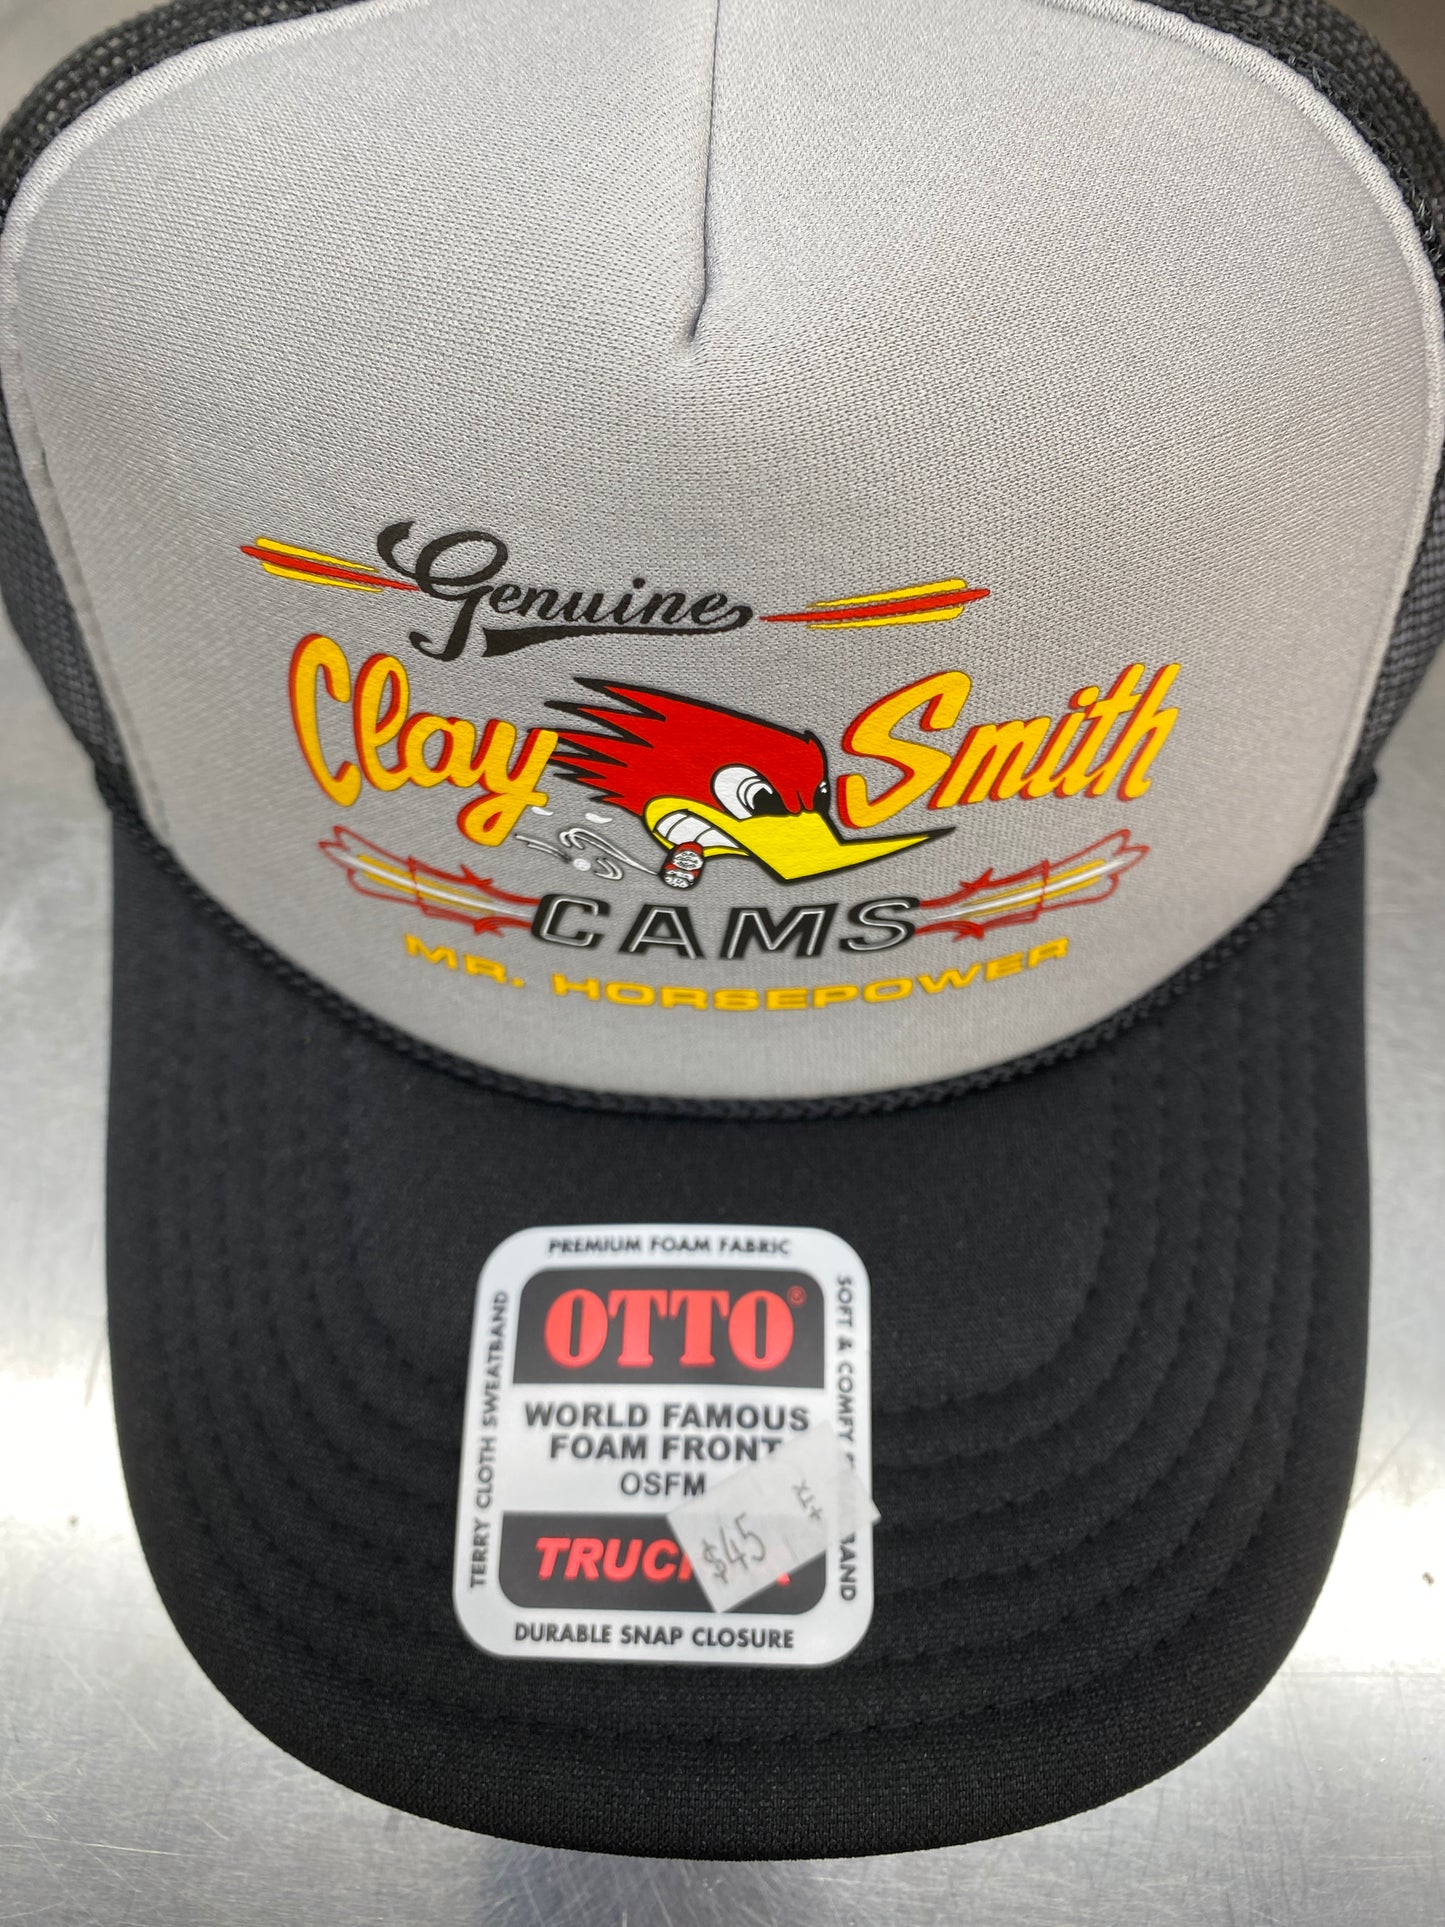 Genuine
Clay Smith
CAMS
MR. HORSEPOWER
PREMIUM FOAM FABRIC
OTTO®
WORLD FAMOUS
FOAM FRONT
OSFM
DURABLE SNAP CLOSURE
TERRY CLOTH SWEATBAND
SOFT & COMFY
$45
+TX